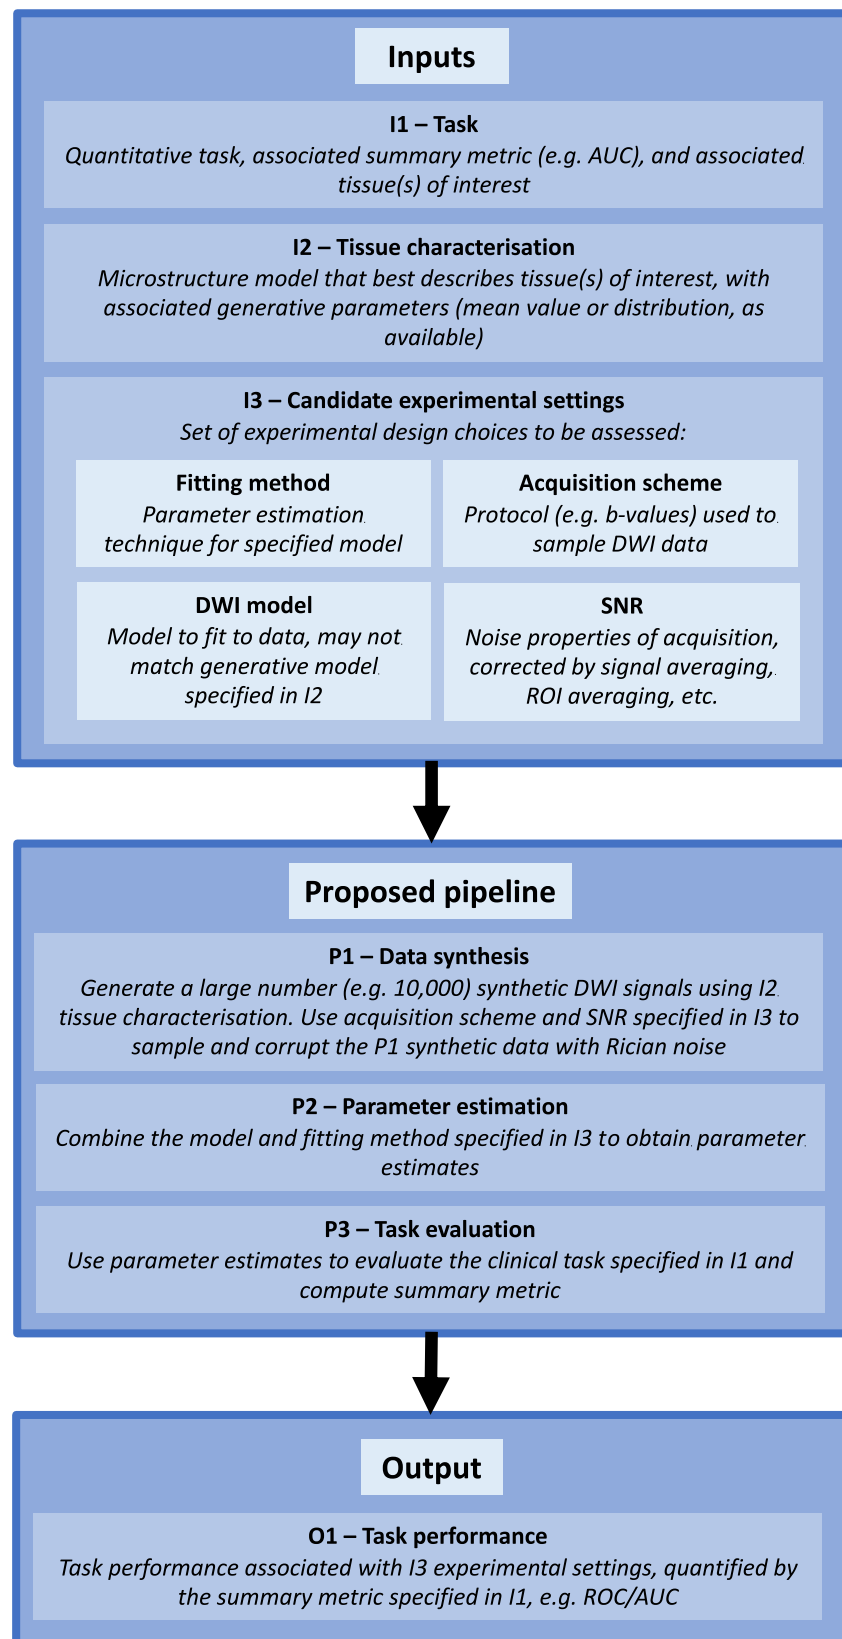 Inputs
I1 – Task
Quantitative task, associated summary metric (e.g. AUC), and associated
tissue(s) of interest
I2 – Tissue characterisation
Microstructure model that best describes tissue(s) of interest, with
associated generative parameters (mean value or distribution, as
available)
I3 – Candidate experimental settings
Set of experimental design choices to be assessed:
Fitting method
Parameter estimation
technique for specified model
Acquisition scheme
Protocol (e.g. b-values) used to
sample DWI data
DWI model
Model to fit to data, may not
match generative model
specified in I2
SNR
Noise properties of acquisition,
corrected by signal averaging,
ROI averaging, etc.
Proposed pipeline
P1 – Data synthesis
Generate a large number (e.g. 10,000) synthetic DWI signals using I2
tissue characterisation. Use acquisition scheme and SNR specified in I3 to
sample and corrupt the P1 synthetic data with Rician noise
P2 – Parameter estimation
Combine the model and fitting method specified in I3 to obtain parameter
estimates
P3 – Task evaluation
Use parameter estimates to evaluate the clinical task specified in I1 and
compute summary metric
Output
O1 – Task performance
Task performance associated with I3 experimental settings, quantified by
the summary metric specified in I1, e.g. ROC/AUC